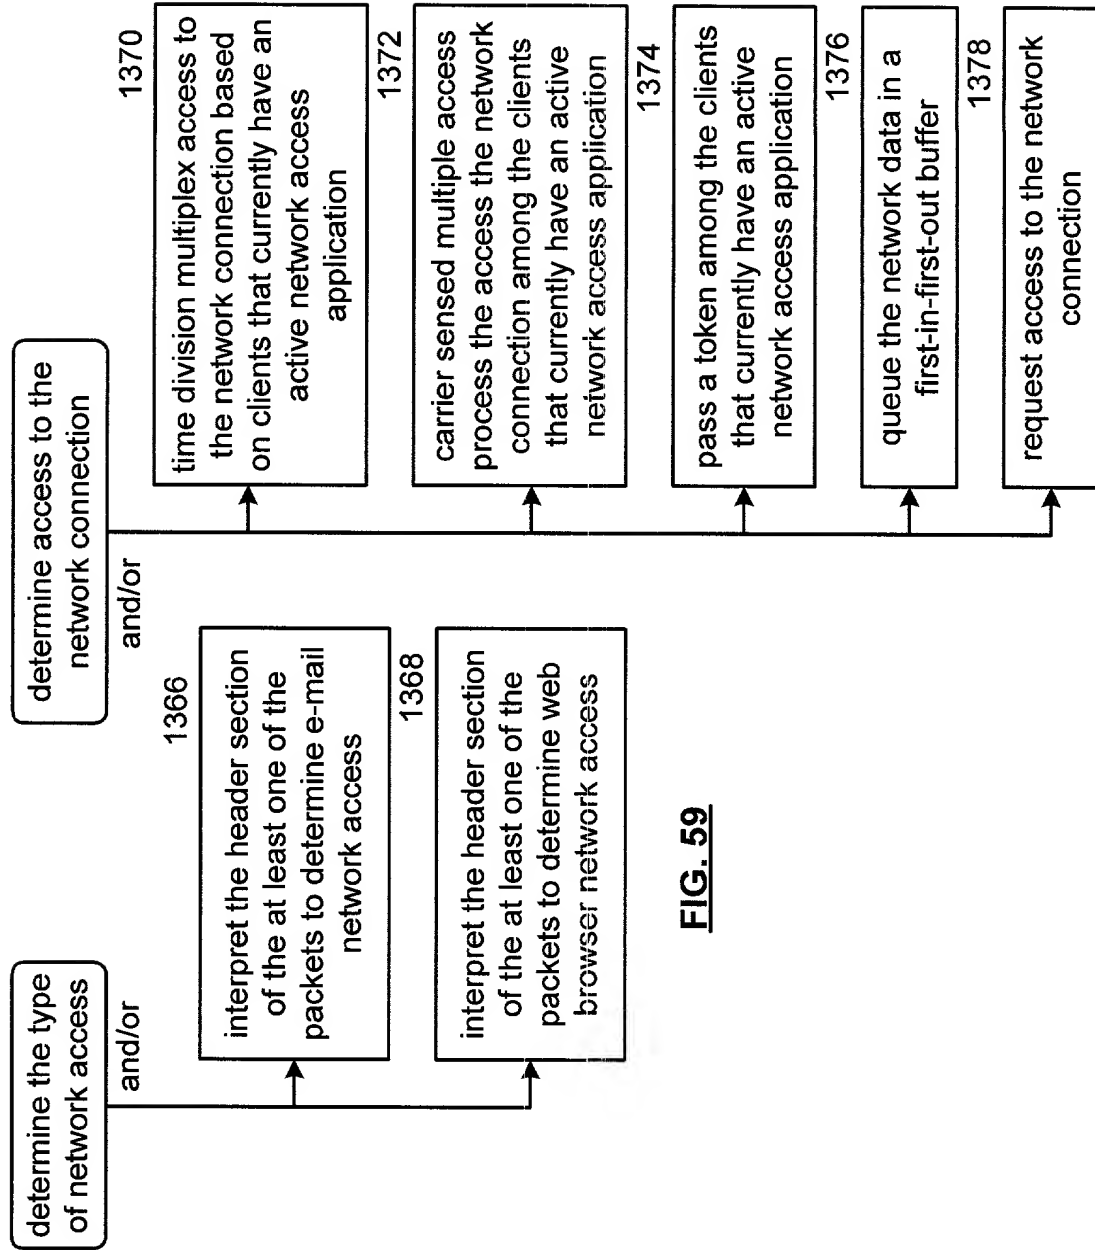 determine the type
of network access
and/or
1366
interpret the header section
of the at least one of the
packets to determine e-mail
network access
1368
interpret the header section
of the at least one of the
packets to determine web
browser network access
determine access to the
network connection
and/or
1370
time division multiplex access to
the network connection based
on clients that currently have an
active network access
application
1372
carrier sensed multiple access
process the access the network
connection among the clients
that currently have an active
network access application
1374
pass a token among the clients
that currently have an active
network access application
1376
queue the network data in a
first-in-first-out buffer
1378
request access to the network
connection
FIG. 59